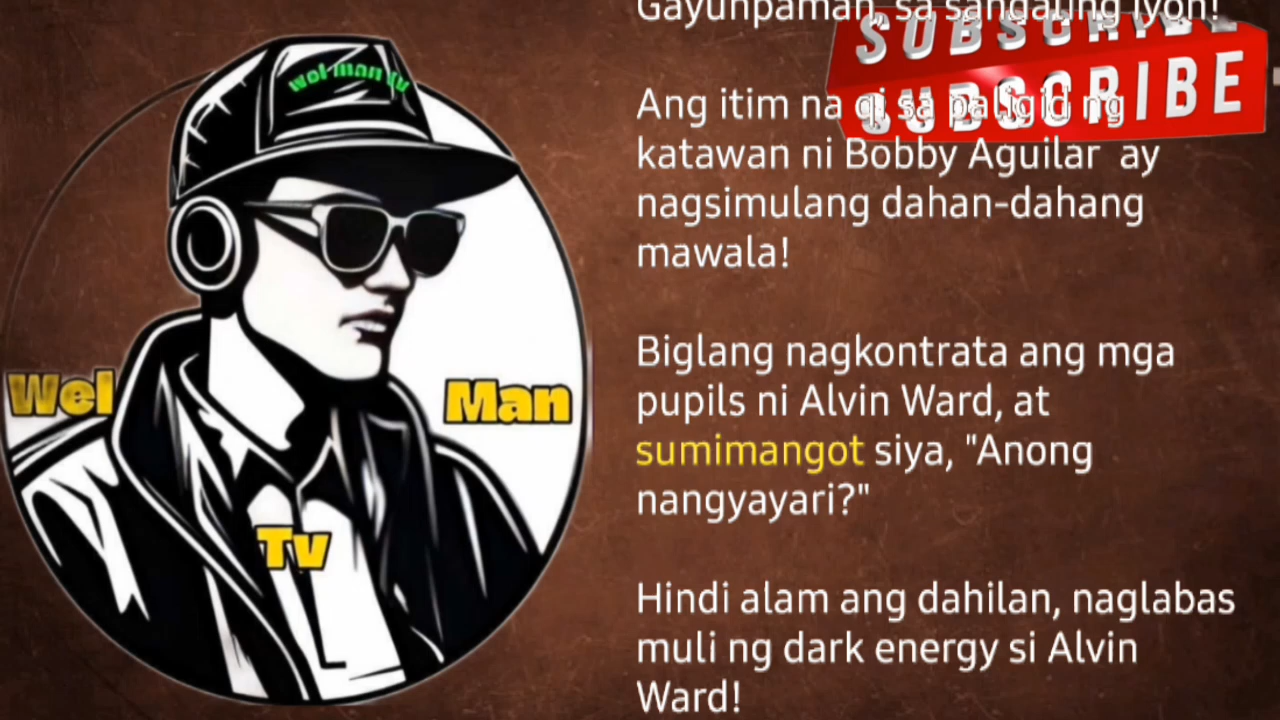 wel man tv
Wel
Man
Tv
Gayunpaman, sa sandaling iyon!
SUBSCRIBE
SUBSCRIBE
Ang itim na qi sa paligid ng
katawan ni Bobby Aguilar ay
nagsimulang dahan-dahang
mawala!
Biglang nagkontrata ang mga
pupils ni Alvin Ward, at
sumimangot siya, "Anong
nangyayari?"
Hindi alam ang dahilan, naglabas
muli ng dark energy si Alvin
Ward!